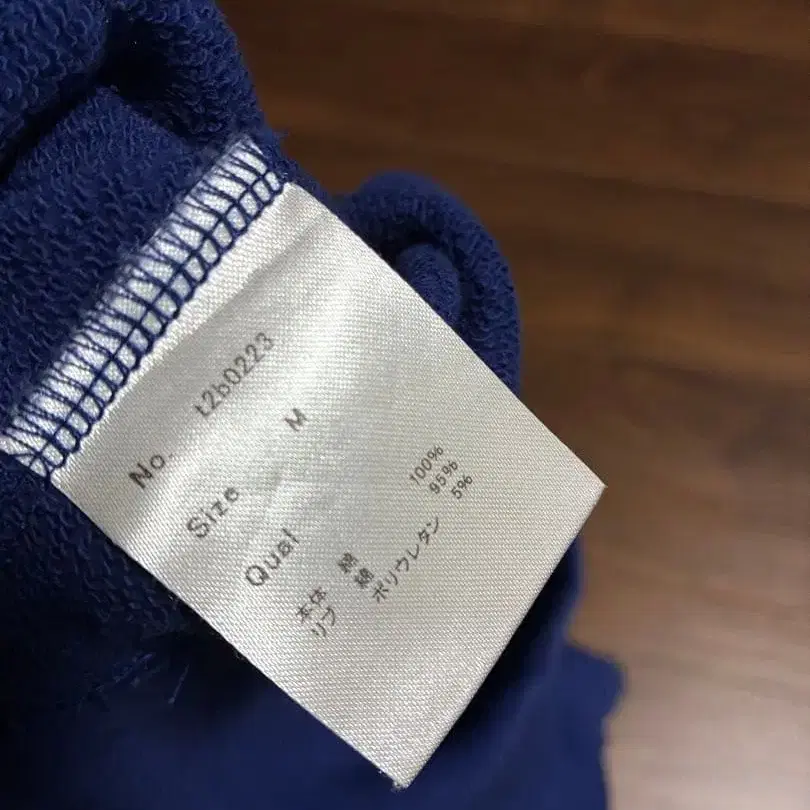 No. t2b0223
Size M
Qual
本体 綿 100%
リブ 綿 95%
ポリウレタン 5%